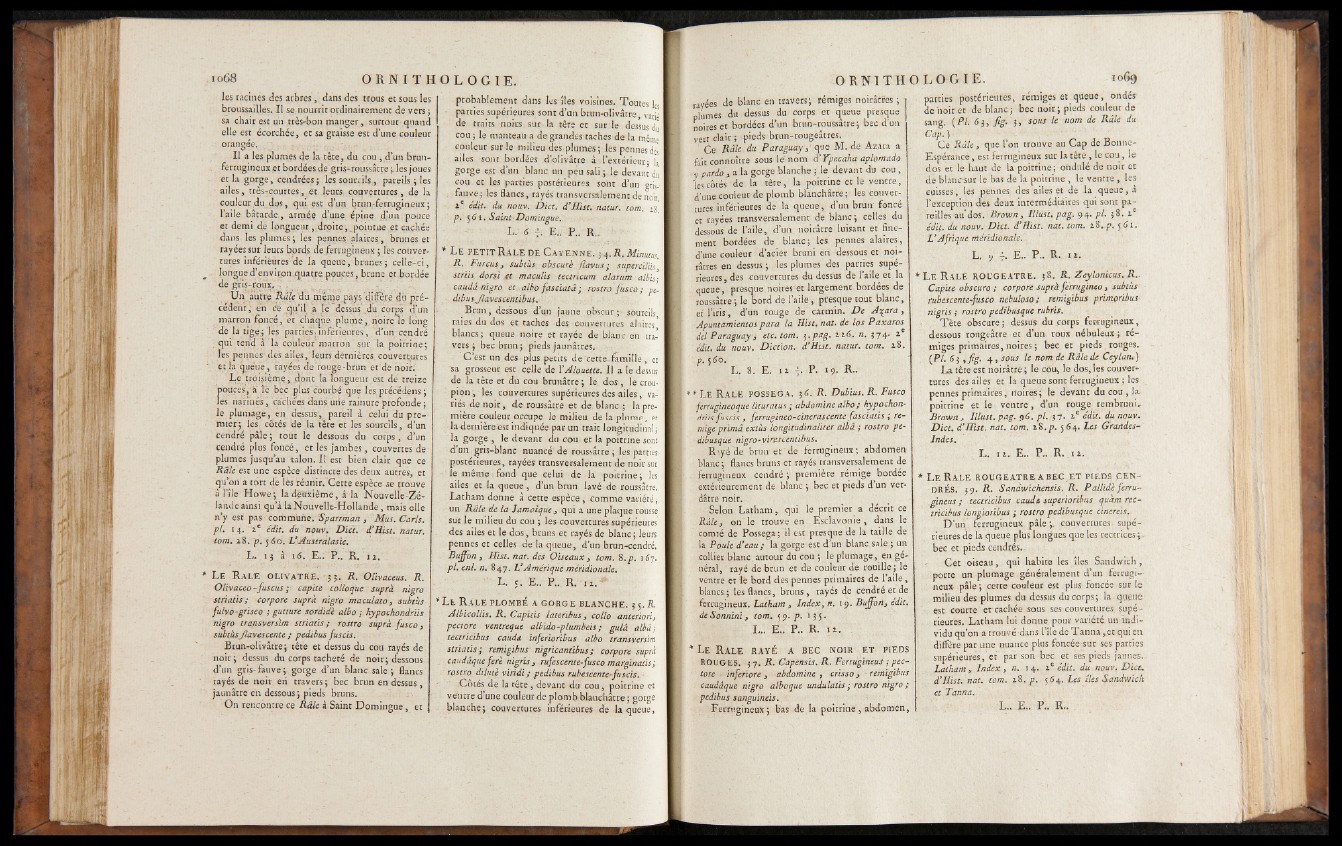 1068 ORNITHOLOGIE.
les racines des arbres, dans des trous et sous les
broussailles. Il se nourrit ordinairement de vers ;
sa chair est un très-bon manger, surtout quand
elle est écorchée, et sa graisse est d'une couleur
orangée.
Il a les plumes de la tête, du cou, d'un brun-
ferrugineux et bordées de gris-roussâtre ; les joues
et la gorge, cendrées ; les sourcils, pareils ; les
ailes, très-courtes, et leurs couvertures, de la
couleur du dos, qui est d'un brun-ferrugineux ;
l'aile bâtarde, armée d'une épine d'un pouce
et demi de longueur, droite, pointue et cachée
dans les plumes ; les pennes alaires, brunes et
rayées sur leurs bords de ferrugineux ; les couver-
tures inférieures de la queue, brunes ; celle-ci,
longue d'environ quatre pouces, brune et bordée
de gris-roux.
Un autre Râle du même pays diffère du pré-
cédent, en ce qu'il a le dessus du corps d'un
marron foncé, et chaque plume, noire le long
de la tige ; les parties inférieures, d'un cendré
qui tend à la couleur marron sur la poitrine ;
les pennes des ailes, leurs dernières couvertures
et la queue, rayées de rouge-brun et de noir.
Le troisième, dont la longueur est de treize
pouces, a le bec plus courbé que les précédens ;
les narines, cachées dans une rainure profonde ;
le plumage, en dessus, pareil à celui du pre-
mier ; les côtés de la tête et les sourcils, d'un
cendré pâle ; tout le dessous du corps, d'un
cendré plus foncé, et les jambes, couvertes de
plumes jusqu'au talon. Il est bien clair que ce
Râle est une espèce distincte des deux autres, et
qu'on a tort de les réunir. Cette espèce se trouve
à l'île Howe ; la deuxième, à la Nouvelle-Zé-
lande ainsi qu'à la Nouvelle-Hollande, mais elle
n'y est pas commune. Sparrman, Mus. Carls.
pl. 14. 2e édit. du nouv. Dict. d'Hist. natur.
tom. 28. p. 560. L'Australasie.
L. 13 à 16. E.. P.. R. 12.
* LE RALE OLIVATRE. 33. R. Olivaceus. R.
Olivaceo-fuscus ; capite colloque suprà nigro
striatis ; corpore suprà nigro maculato, subtùs
fulvo-griseo ; gutture sordidè albo ; hypochondriis
nigro transversim striatis ; rostro suprà fusco,
subtùs flavescente ; pedibus fuscis.
Brun-olivâtre ; tête et dessus du cou rayés de
noir ; dessus du corps tacheté de noir ; dessous
d'un gris-fauve ; gorge d'un blanc sale ; flancs
rayés de noir en travers ; bec brun en dessus,
jaunâtre en dessous ; pieds bruns.
On rencontre ce Râle à Saint Domingue, et
probablement dans les îles voisines. Toutes les
parties supérieures sont d'un brun-olivâtre, varié
de traits noirs sur la tête et sur le dessus du
cou ; le manteau a de grandes taches de la même
couleur sur le milieu des plumes ; les pennes des
ailes sont bordées d'olivâtre à l'extérieur ; la
gorge est d'un blanc un peu sali ; le devant du
cou et les parties postérieures sont d'un gris-
fauve ; les flancs, rayés transversalement de noir.
2e édit. du nouv. Dict. d'Hist. natur. tom. 28.
p. 561. Saint-Domingue.
L. 6 ½. E.. P.. R..
* LE PETIT RALE DE CAYENNE. 34. R. Minutus.
R. Fuscus, subtùs obscurè flavus ; superciliis,
striis dorsi et maculis tectricum alarum albis ;
caudâ nigro et albo fasciatâ ; rostro fusco ; pe-
dibus flavescentibus.
Brun, dessous d'un jaune obscur ; sourcils,
raies du dos et taches des couvertures alaires,
blancs ; queue noire et rayée de blanc en tra-
vers ; bec brun ; pieds jaunâtres.
C'est un des plus petits de cette famille, et
sa grosseur est celle de l'Alouette. Il a le dessus
de la tête et du cou brunâtre ; le dos, le crou-
pion, les couvertures supérieures des ailes, va-
riés de noir, de roussâtre et de blanc ; la pre-
mière couleur occupe le milieu de la plume, et
la dernière est indiquée par un trait longitudinal ;
la gorge, le devant du cou et la poitrine sont
d'un gris-blanc nuancé de roussâtre ; les parties
postérieures, rayées transversalement de noir sur
le même fond que celui de la poitrine ; les
ailes et la queue, d'un brun lavé de roussâtre.
Latham donne à cette espèce, comme variété,
un Râle de la Jamaïque, qui a une plaque rousse
sur le milieu du cou ; les couvertures supérieures
des ailes et le dos, bruns et rayés de blanc ; leurs
pennes et celles de la queue, d'un brun-cendré.
Buffon, Hist. nat. des Oiseaux, tom. 8. p. 167.
pl. enl. n. 847. L'Amérique méridionale.
L. 5. E.. P.. R. 12.
* LE RALE PLOMBÉ A GORGE BLANCHE. 35. R.
Albicollis. R. Capitis lateribus, collo anteriori,
pectore ventreque albido-plumbeis ; gulâ albâ ;
tectricibus caudæ inferioribus albo transversim
striatis ; remigibus nigricantibus ; corpore suprà
caudâque ferè nigris, rufescente-fusco marginatis ;
rostro dilutè viridi ; pedibus rubescente-fuscis.
Côtés de la tête, devant du cou, poitrine et
ventre d'une couleur de plomb blanchâtre ; gorge
blanche ; couvertures inférieures de la queue,
ORNITHOLOGIE. 1069
rayées de blanc en travers ; rémiges noirâtres ;
plumes du dessus du corps et queue presque
noires et bordées d'un brun-roussâtre ; bec d'un
vert clair ; pieds brun-rougeâtres.
Ce Râle du Paraguay, que M. de Azara a
fait connoître sous le nom d'Ypecaha aplomado
y pardo, a la gorge blanche ; le devant du cou,
les côtés de la tête, la poitrine et le ventre,
d'une couleur de plomb blanchâtre ; les couver-
tures inférieures de la queue, d'un brun foncé
et rayées transversalement de blanc ; celles du
dessous de l'aile, d'un noirâtre luisant et fine-
ment bordées de blanc ; les pennes alaires,
d'une couleur d'acier bruni en dessous et noi-
râtres en dessus ; les plumes des parties supé-
rieures, des couvertures du dessus de l'aile et la
queue, presque noires et largement bordées de
roussâtre ; le bord de l'aile, presque tout blanc,
et l'iris, d'un rouge de carmin. De Azara,
Apuntamientos para la Hist. nat. de los Paxaros
del Paraguay, etc. tom. 3. pag. 226. n. 374. 2e
édit. du nouv. Diction. d'Hist. natur. tom. 28.
p. 560.
L. 8. E. 12 ½. P. 19. R..
** LE RALE POSSEGA. 36. R. Dubius. R. Fusco
ferrugineoque lituratus ; abdomine albo ; hypochon-
driis fuscis, ferrugineo-cinerascente fasciatis ; re-
mige primâ extùs longitudinaliter albâ ; rostro pe-
dibusque nigro-virescentibus.
Rayé de brun et de ferrugineux ; abdomen
blanc ; flancs bruns et rayés transversalement de
ferrugineux cendré ; première rémige bordée
extérieurement de blanc ; bec et pieds d'un ver-
dâtre noir.
Selon Latham, qui le premier a décrit ce
Râle, on le trouve en Esclavonie, dans le
comté de Possega ; il est presque de la taille de
la Poule d'eau ; la gorge est d'un blanc sale ; un
collier blanc autour du cou ; le plumage, en gé-
néral, rayé de brun et de couleur de rouille ; le
ventre et le bord des pennes primaires de l'aile,
blancs ; les flancs, bruns, rayés de cendré et de
ferrugineux. Latham, Index, n. 19. Buffon, édit.
de Sonnini, tom. 59. p. 135.
L.. E.. P.. R. 12.
* LE RALE RAYÉ A BEC NOIR ET PIEDS
ROUGES. 37. R. Capensis. R. Ferrugineus ; pec-
tore inferiore, abdomine, crisso, remigibus
caudâque nigro alboque undulatis ; rostro nigro ;
pedibus sanguineis.
Ferrugineux ; bas de la poitrine, abdomen,
parties postérieures, rémiges et queue, ondés
de noir et de blanc ; bec noir ; pieds couleur de
sang. (Pl. 63, fig. 3, sous le nom de Râle du
Cap.)
Ce Râle, que l'on trouve au Cap de Bonne-
Espérance, est ferrugineux sur la tête, le cou, le
dos et le haut de la poitrine ; ondulé de noir et
de blanc sur le bas de la poitrine, le ventre, les
cuisses, les pennes des ailes et de la queue, à
l'exception des deux intermédiaires qui sont pa-
reilles au dos. Brown, Illust. pag. 94. pl. 38. 2e
édit. du nouv. Dict. d'Hist. nat. tom. 28. p. 561.
L'Afrique méridionale.
L. 9 ½. E.. P.. R. 12.
* LE RALE ROUGEATRE. 38. R. Zeylonicus. R.
Capite obscuro ; corpore suprà ferrugineo, subtùs
rubescente-fusco nebuloso ; remigibus primoribus
nigris ; rostro pedibusque rubris.
Tête obscure ; dessus du corps ferrugineux,
dessous rougeâtre et d'un roux nébuleux ; ré-
miges primaires, noires ; bec et pieds rouges.
(Pl. 63, fig. 4, sous le nom de Râle de Ceylan.)
La tête est noirâtre ; le cou, le dos, les couver-
tures des ailes et la queue sont ferrugineux ; les
pennes primaires, noires ; le devant du cou, la
poitrine et le ventre, d'un rouge rembruni.
Brown, Illust. pag. 96. pl. 37. 2e édit. du nouv.
Dict. d'Hist. nat. tom. 28. p. 564. Les Grandes-
Indes.
L. 12. E.. P.. R. 12.
* LE RALE ROUGEATRE A BEC ET PIEDS CEN-
DRÉS. 39. R. Sandwichensis. R. Pallidè ferru-
gineus ; tectricibus caudæ superioribus quàm rec-
tricibus longioribus ; rostro pedibusque cinereis.
D'un ferrugineux pâle ; couvertures supé-
rieures de la queue plus longues que les rectrices ;
bec et pieds cendrés.
Cet oiseau, qui habite les îles Sandwich,
porte un plumage généralement d'un ferrugi-
neux pâle ; cette couleur est plus foncée sur le
milieu des plumes du dessus du corps ; la queue
est courte et cachée sous ses couvertures supé-
rieures. Latham lui donne pour variété un indi-
vidu qu'on a trouvé dans l'île de Tanna, et qui en
diffère par une nuance plus foncée sur ses parties
supérieures, et par son bec et ses pieds jaunes.
Latham, Index, n. 14. 2e édit. du nouv. Dict.
d'Hist. nat. tom. 28. p. 564. Les îles Sandwich
et Tanna.
L.. E.. P.. R..